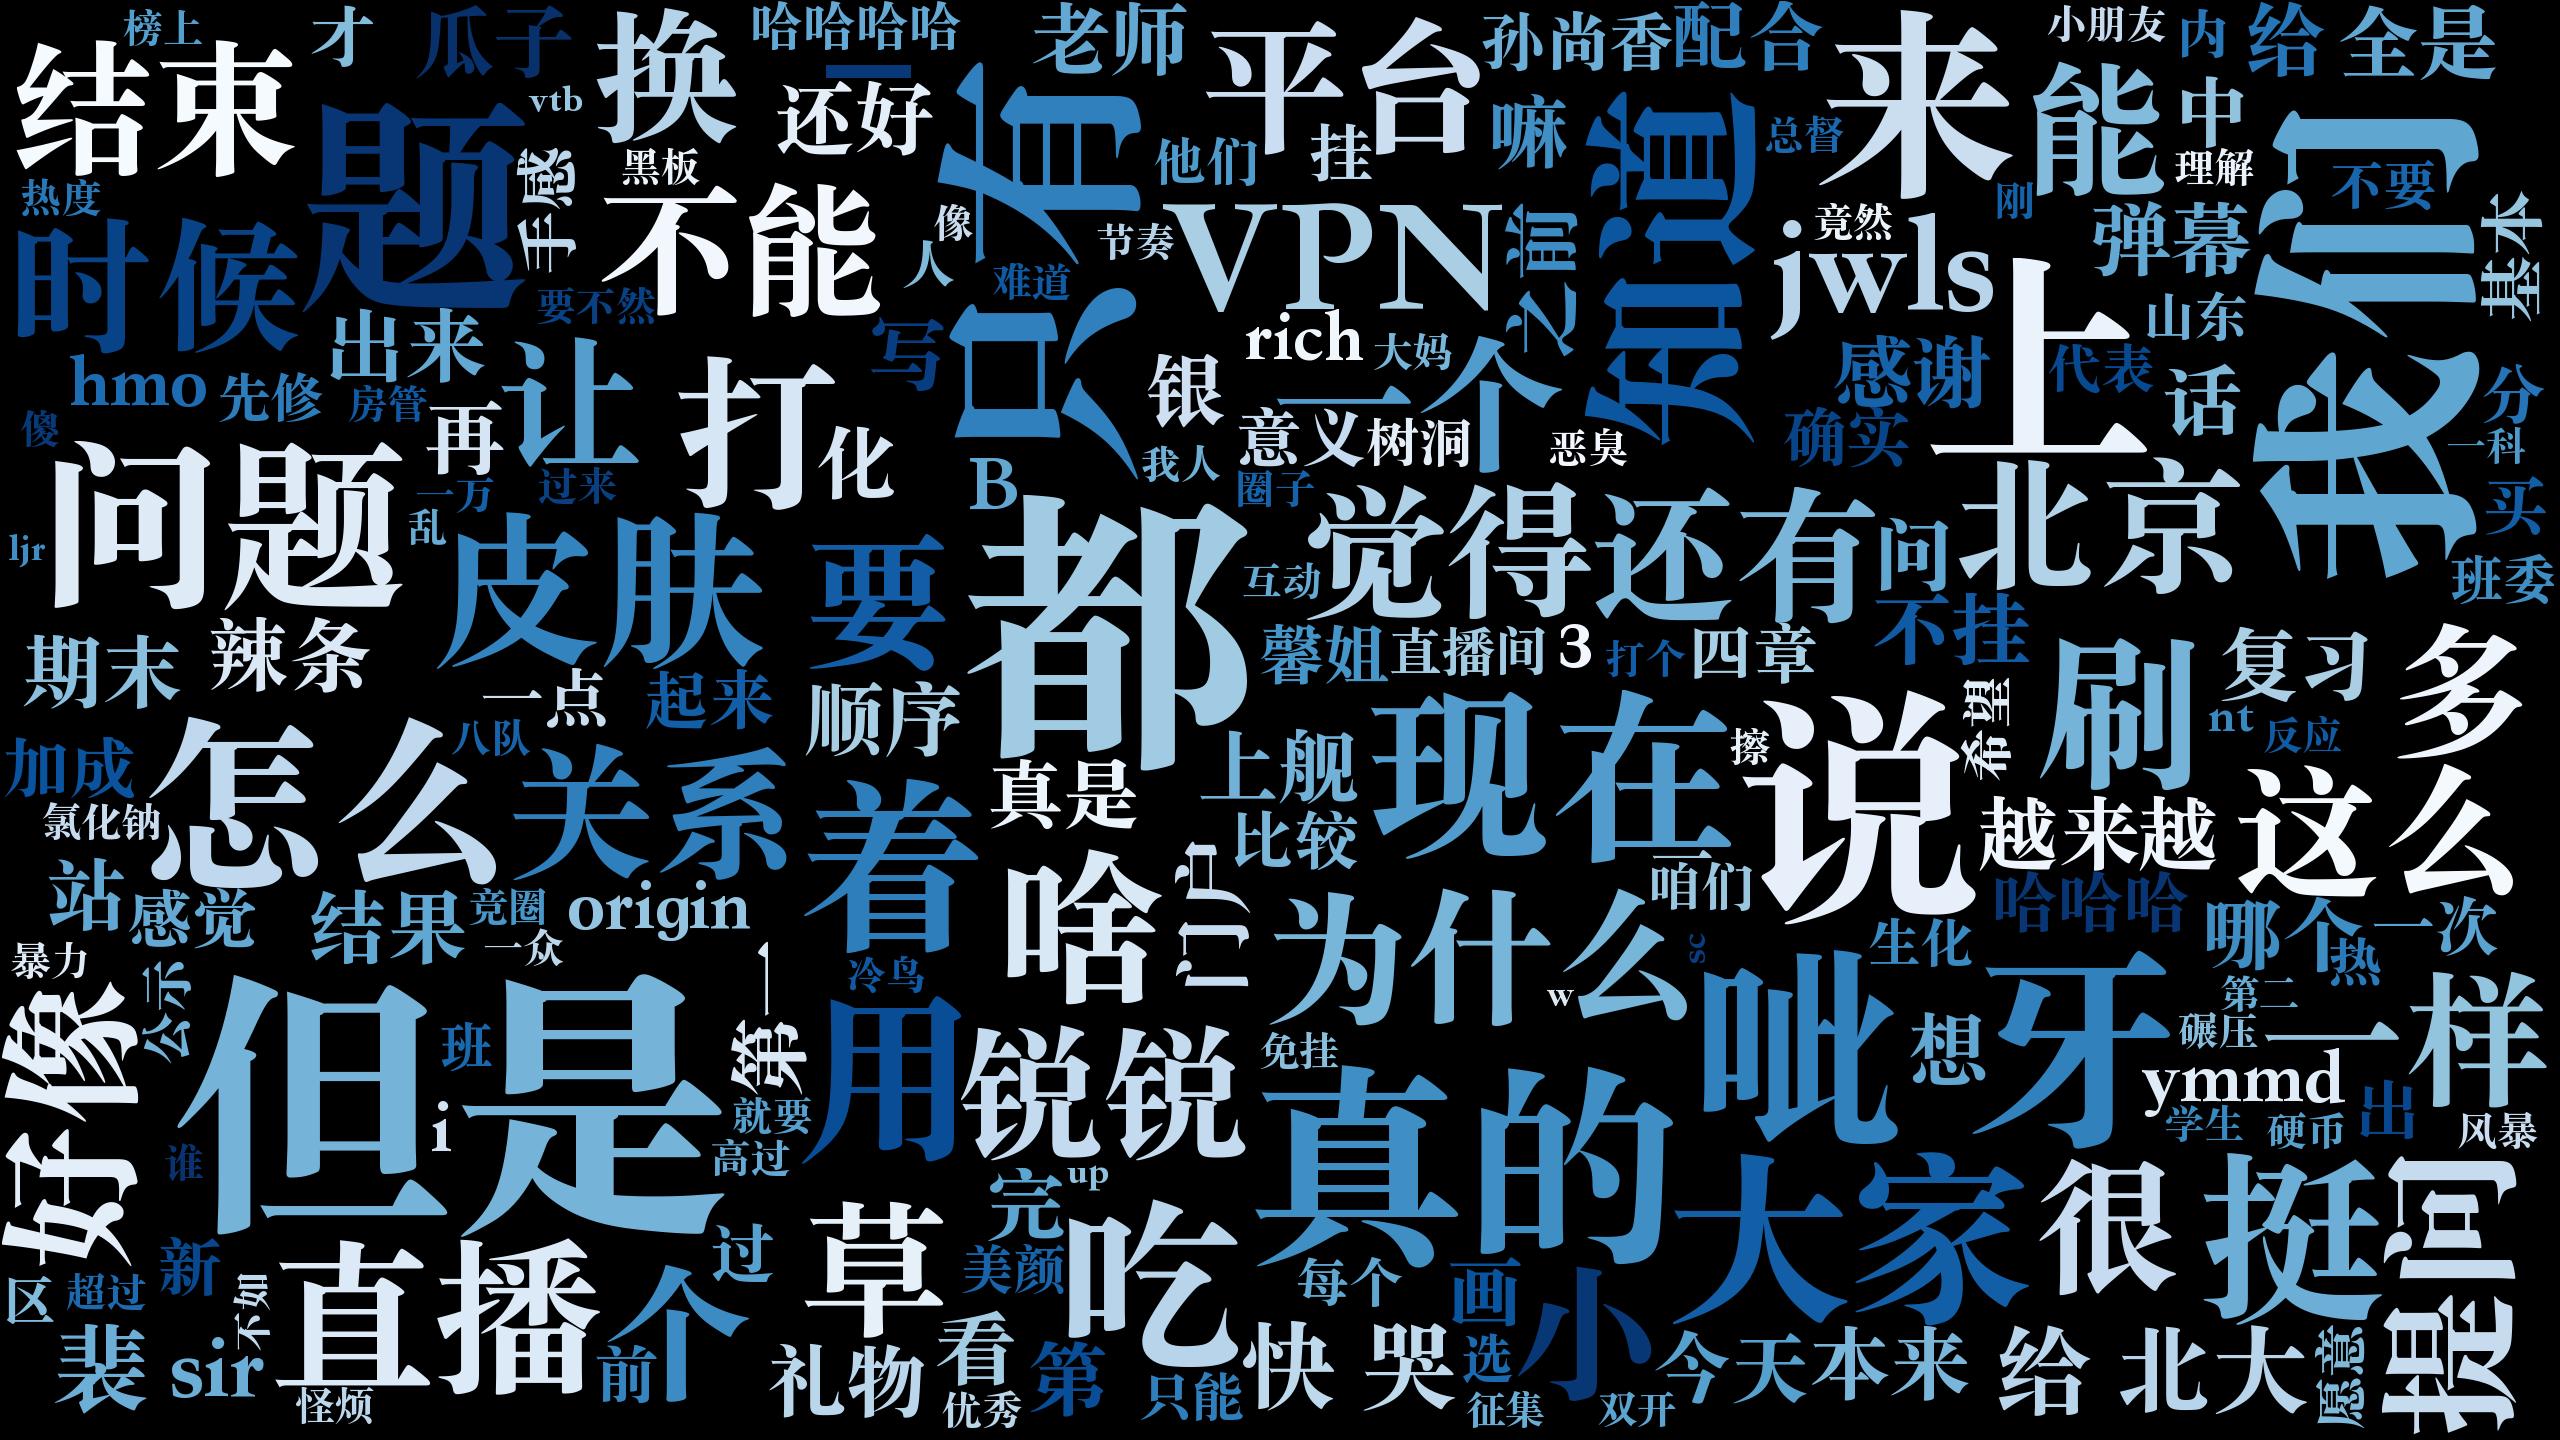 榜上
才
瓜子
换
哈哈哈哈
老师
平台
孙尚香
配合
来
小朋友
内
给
全是
结束
题
vtb
一
还好
只有
嘛
知道
总督
能
中
我们
热度
手感
黑板
不能
他们
挂
理解
不要
时候
要不然
像
人
难道
节奏
VPN
之前
jwls
竟然
刚
弹幕
基本
hmo
先修
出来
房管
让
打
写
银
rich
大妈
一个
感谢
上
代表
山东
话
分
傻
再
化
意义
树洞
恶臭
确实
一科
问题
一万
过来
B
我人
圈子
北京
买
ljr
乱
皮肤
要
都
互动
觉得
还有
问
班委
期末
辣条
一点
起来
顺序
馨姐
直播间
3
打个
四章
不挂
刷
复习
多
加成
怎么
八队
关系
着
真是
上舰
现在
擦
说
希望
nt
反应
氯化钠
比较
越来越
这么
站
感觉
结果
竞圈
origin
啥
门户
为什么
咱们
哈哈哈
哪个
一次
暴力
一众
冷鸟
sc
生化
热
好像
公示
但是
班
i
第一
用
锐锐
w
呲牙
想
第二
碾压
一样
免挂
真的
ymmd
谁
就要
高过
学生
硬币
出
风暴
完
up
大家
很
挺
提问
新
过
草
吃
区
超过
不如
直播
个
美颜
每个
画
小
裴
sir
前
礼物
看
第
快
哭
选
今天
本来
给
北大
愿意
怪烦
优秀
只能
征集
双开